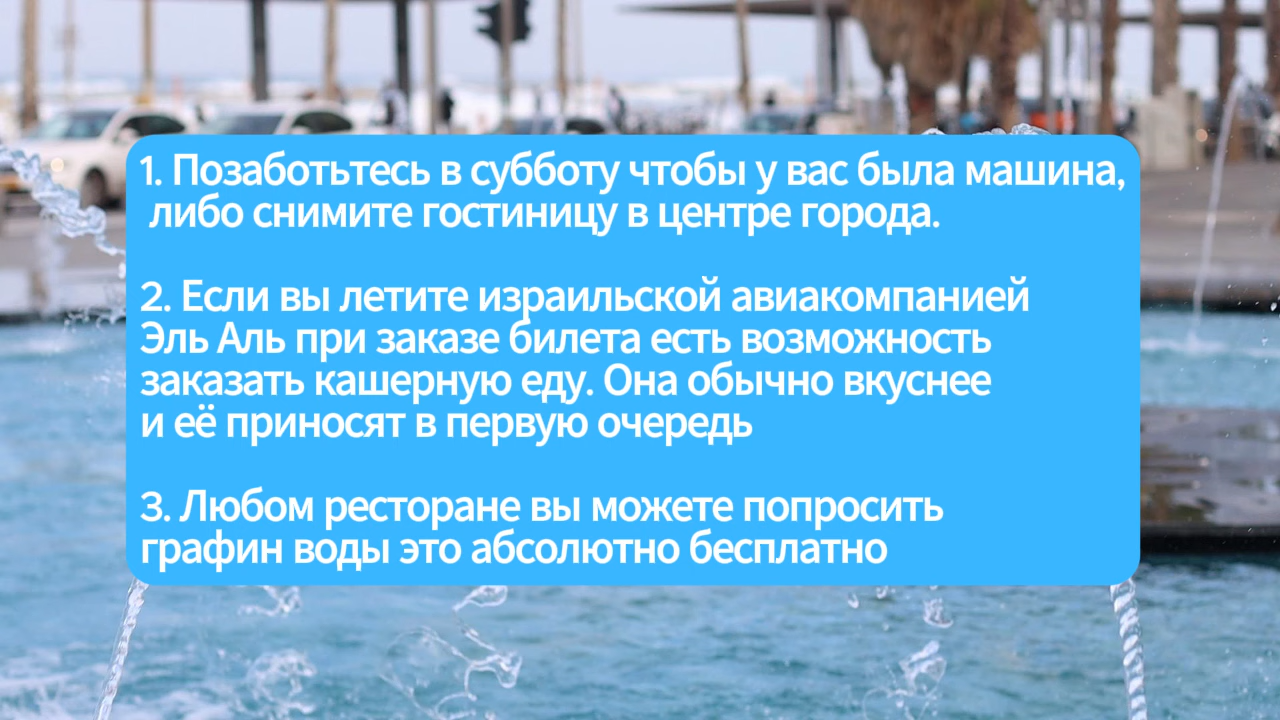 1. Позаботьтесь в субботу чтобы у вас была машина,
либо снимите гостиницу в центре города.
2. Если вы летите израильской авиакомпанией
Эль Аль при заказе билета есть возможность
заказать кашерную еду. Она обычно вкуснее
и её приносят в первую очередь
3. Любом ресторане вы можете попросить
графин воды это абсолютно бесплатно